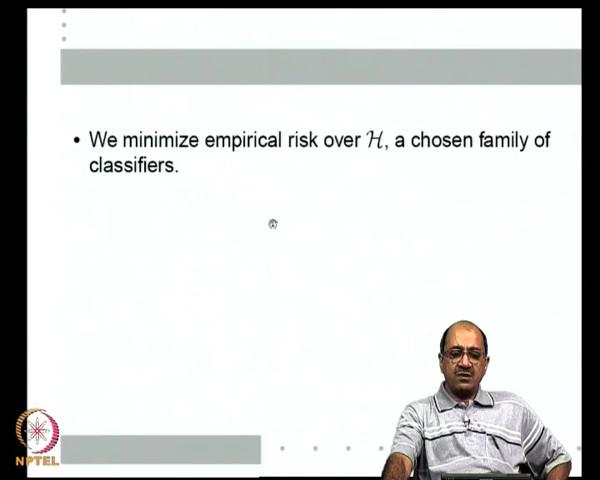 • We minimize empirical risk over ℋ, a chosen family of
classifiers.
NPTEL